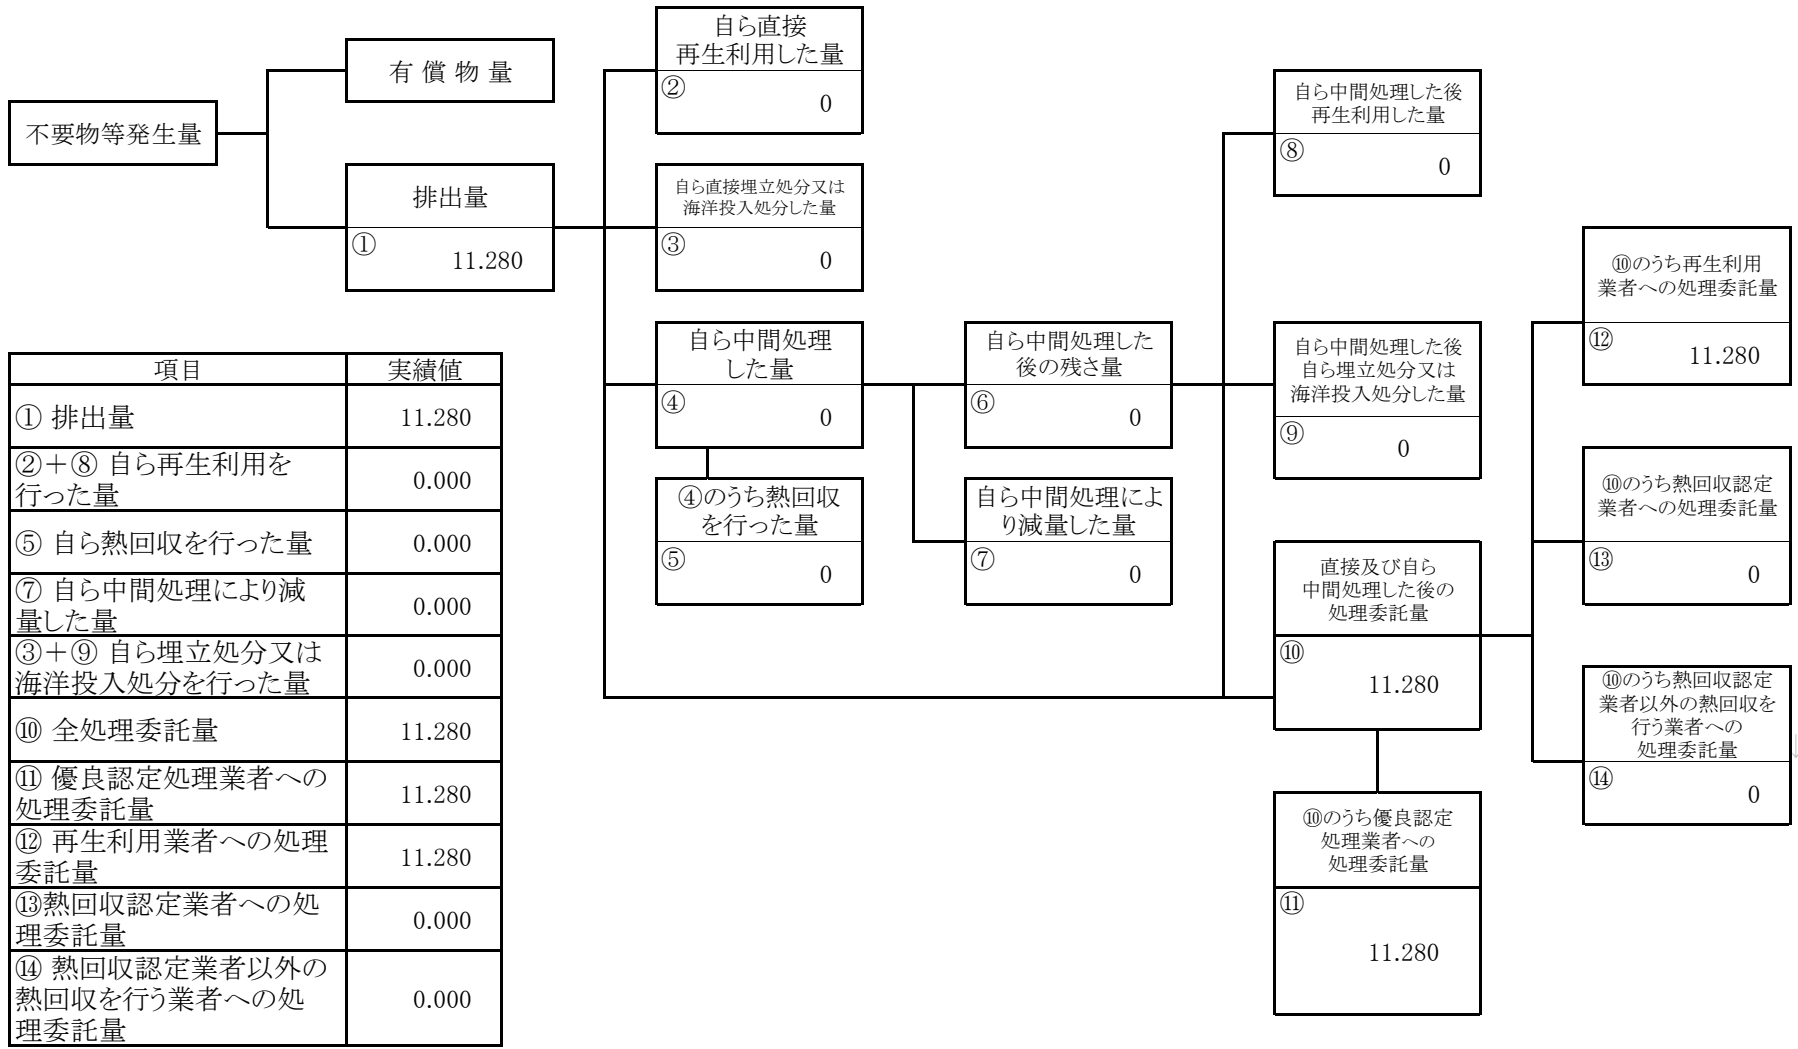 不要物等発生量
有償物量
排出量
①
11.280
自ら直接
再生利用した量
②
0
自ら直接埋立処分又は
海洋投入処分した量
③
0
自ら中間処理
した量
④
0
④のうち熱回収
を行った量
⑤
0
自ら中間処理した
後の残さ量
⑥
0
自ら中間処理によ
り減量した量
⑦
0
自ら中間処理した後
再生利用した量
⑧
0
自ら中間処理した後
自ら埋立処分又は
海洋投入処分した量
⑨
0
直接及び自ら
中間処理した後の
処理委託量
⑩
11.280
⑩のうち優良認定
処理業者への
処理委託量
⑪
11.280
⑩のうち再生利用
業者への処理委託量
⑫
11.280
⑩のうち熱回収認定
業者への処理委託量
⑬
0
⑩のうち熱回収認定
業者以外の熱回収を
行う業者への
処理委託量
⑭
0
項目 実績値
① 排出量 11.280
②＋⑧ 自ら再生利用を
行った量 0.000
⑤ 自ら熱回収を行った量 0.000
⑦ 自ら中間処理により減
量した量 0.000
③＋⑨ 自ら埋立処分又は
海洋投入処分を行った量 0.000
⑩ 全処理委託量 11.280
⑪ 優良認定処理業者への
処理委託量 11.280
⑫ 再生利用業者への処理
委託量 11.280
⑬熱回収認定業者への処
理委託量 0.000
⑭ 熱回収認定業者以外の
熱回収を行う業者への処
理委託量 0.000